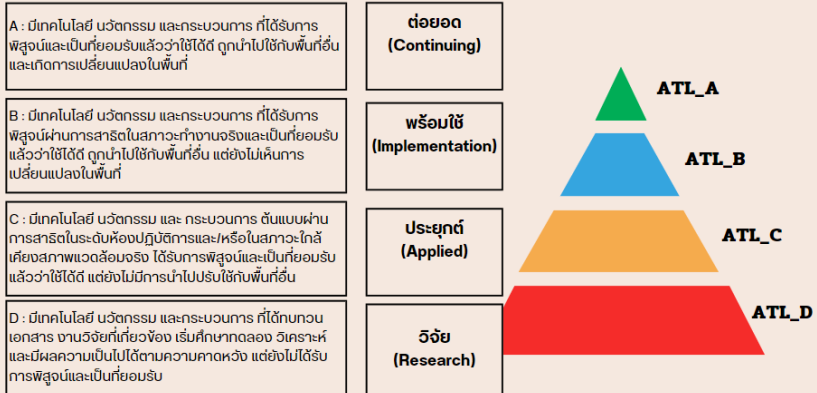 A : มีเทคโนโลยี นวัตกรรม และกระบวนการ ที่ได้รับการ
พิสูจน์และเป็นที่ยอมรับแล้วว่าใช้ได้ดี ถูกนำไปใช้กับพื้นที่อื่น
และเกิดการเปลี่ยนแปลงในพื้นที่
ต่อยอด
(Continuing)
ATL_A
B : มีเทคโนโลยี นวัตกรรม และกระบวนการ ที่ได้รับการ
พิสูจน์ผ่านการสาธิตในสภาวะทำงานจริงและเป็นที่ยอมรับ
แล้วว่าใช้ได้ดี ถูกนำไปใช้กับพื้นที่อื่น แต่ยังไม่เห็นการ
เปลี่ยนแปลงในพื้นที่
พร้อมใช้
(Implementation)
ATL_B
C : มีเทคโนโลยี นวัตกรรม และ กระบวนการ ต้นแบบผ่าน
การสาธิตในระดับห้องปฏิบัติการและ/หรือในสภาวะใกล้
เคียงสภาพแวดล้อมจริง ได้รับการพิสูจน์และเป็นที่ยอมรับ
แล้วว่าใช้ได้ดี แต่ยังไม่มีการนำไปปรับใช้กับพื้นที่อื่น
ประยุกต์
(Applied)
ATL_C
D : มีเทคโนโลยี นวัตกรรม และกระบวนการ ที่ได้ทบทวน
เอกสาร งานวิจัยที่เกี่ยวข้อง เริ่มศึกษาทดลอง วิเคราะห์
และมีผลความเป็นไปได้ตามความคาดหวัง แต่ยังไม่ได้รับ
การพิสูจน์และเป็นที่ยอมรับ
วิจัย
(Research)
ATL_D